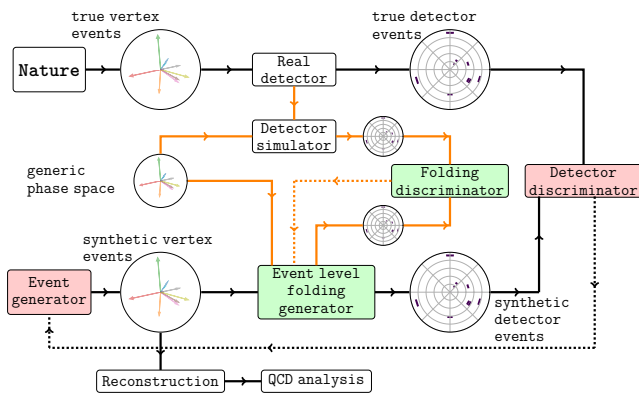 true vertex
events
true detector
events
Nature
Real
detector
Detector
simulator
generic
phase space
Folding
discriminator
Detector
discriminator
synthetic vertex
events
Event
generator
Event level
folding
generator
synthetic
detector
events
Reconstruction
QCD analysis